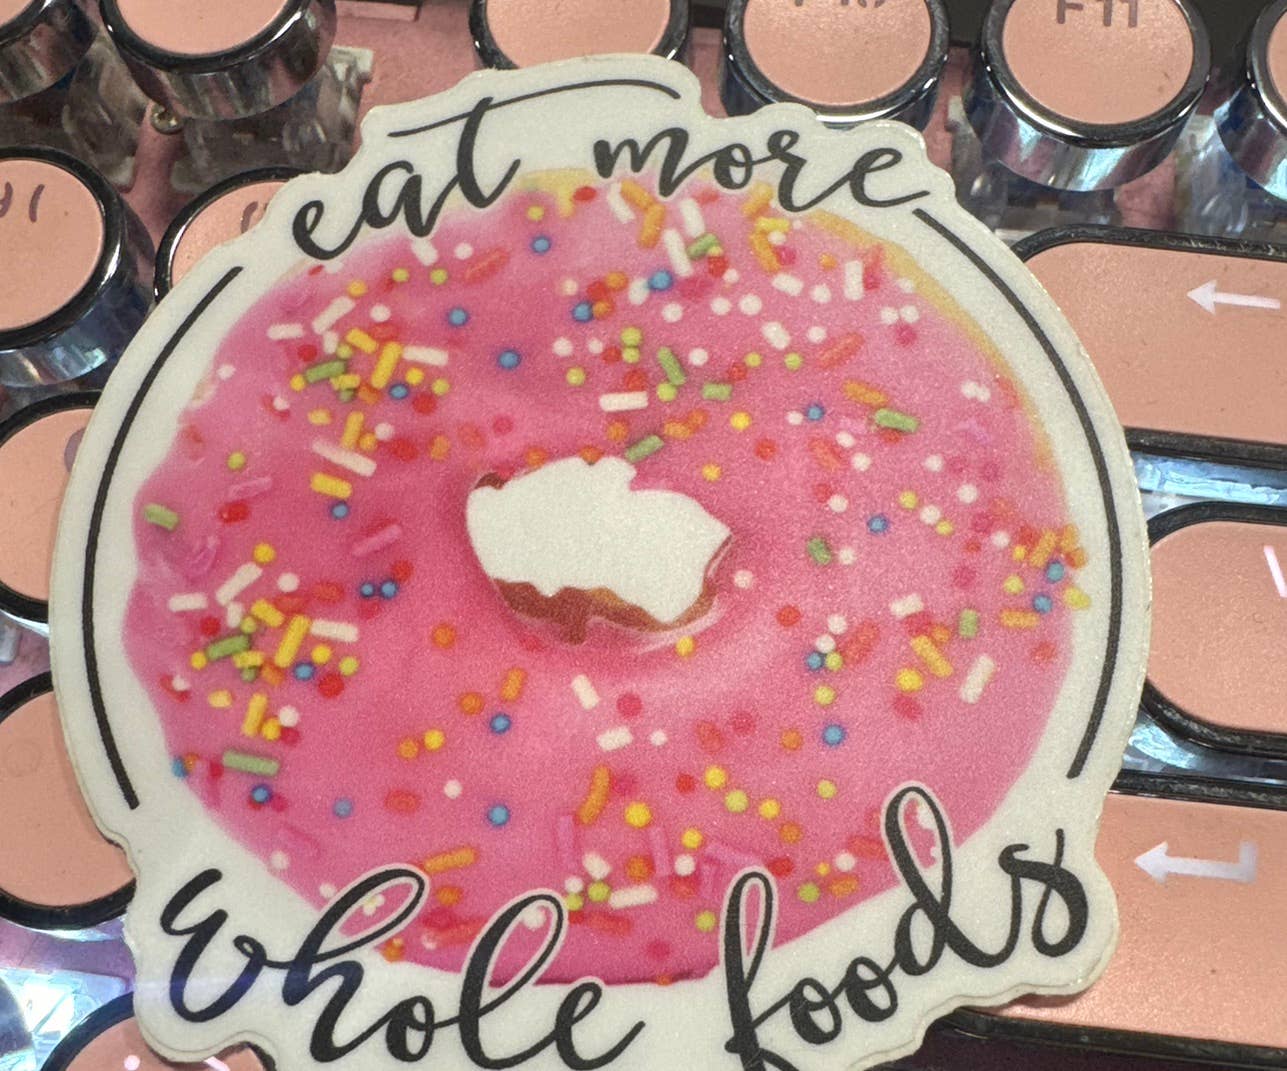 F11
eat more
whole foods